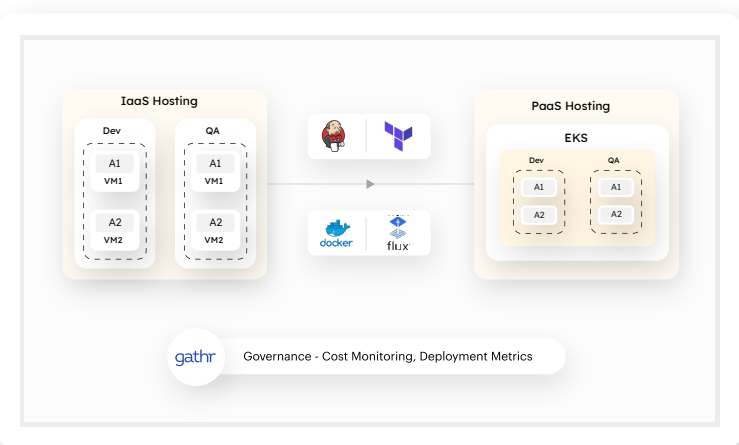 IaaS Hosting
Dev
A1
VM1
A2
VM2
QA
A1
VM1
A2
VM2
docker
flux
PaaS Hosting
EKS
Dev
A1
A2
QA
A1
A2
gathr
Governance - Cost Monitoring, Deployment Metrics